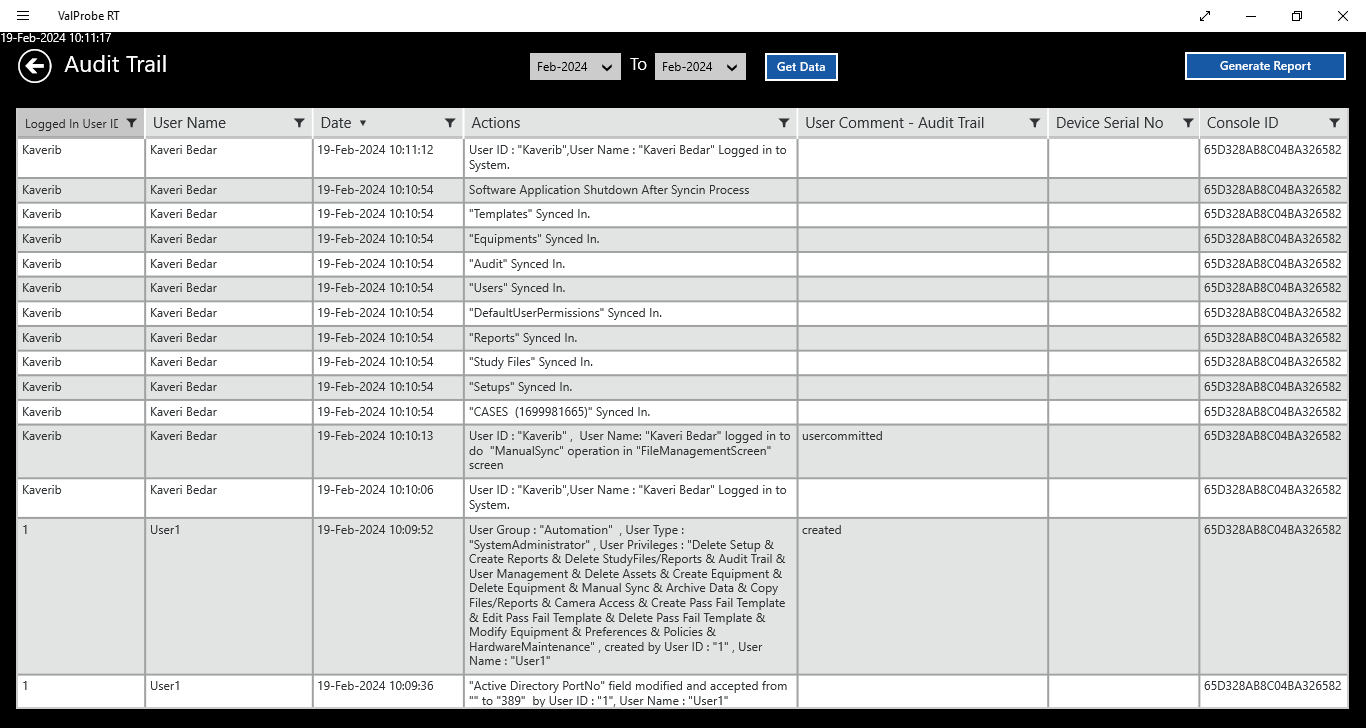 ValProbe RT
19-Feb-2024 10:11:17
Audit Trail
Feb-2024 To Feb-2024 Get Data Generate Report
Logged In User ID User Name Date Actions User Comment - Audit Trail Device Serial No Console ID
Kaverib Kaveri Bedar 19-Feb-2024 10:11:12 User ID : "Kaverib",User Name : "Kaveri Bedar" Logged in to 65D328AB8C04BA326582
System.
Kaverib Kaveri Bedar 19-Feb-2024 10:10:54 Software Application Shutdown After Syncin Process 65D328AB8C04BA326582
Kaverib Kaveri Bedar 19-Feb-2024 10:10:54 "Templates" Synced In. 65D328AB8C04BA326582
Kaverib Kaveri Bedar 19-Feb-2024 10:10:54 "Equipments" Synced In. 65D328AB8C04BA326582
Kaverib Kaveri Bedar 19-Feb-2024 10:10:54 "Audit" Synced In. 65D328AB8C04BA326582
Kaverib Kaveri Bedar 19-Feb-2024 10:10:54 "Users" Synced In. 65D328AB8C04BA326582
Kaverib Kaveri Bedar 19-Feb-2024 10:10:54 "DefaultUserPermissions" Synced In. 65D328AB8C04BA326582
Kaverib Kaveri Bedar 19-Feb-2024 10:10:54 "Reports" Synced In. 65D328AB8C04BA326582
Kaverib Kaveri Bedar 19-Feb-2024 10:10:54 "Study Files" Synced In. 65D328AB8C04BA326582
Kaverib Kaveri Bedar 19-Feb-2024 10:10:54 "Setups" Synced In. 65D328AB8C04BA326582
Kaverib Kaveri Bedar 19-Feb-2024 10:10:54 "CASES  (1699981665)" Synced In. 65D328AB8C04BA326582
Kaverib Kaveri Bedar 19-Feb-2024 10:10:13 User ID : "Kaverib" ,  User Name: "Kaveri Bedar" logged in to usercommitted 65D328AB8C04BA326582
do  "ManualSync" operation in "FileManagementScreen"
screen
Kaverib Kaveri Bedar 19-Feb-2024 10:10:06 User ID : "Kaverib",User Name : "Kaveri Bedar" Logged in to 65D328AB8C04BA326582
System.
1 User1 19-Feb-2024 10:09:52 User Group : "Automation"  , User Type : created 65D328AB8C04BA326582
"SystemAdministrator" , User Privileges : "Delete Setup &
Create Reports & Delete StudyFiles/Reports & Audit Trail &
User Management & Delete Assets & Create Equipment &
Delete Equipment & Manual Sync & Archive Data & Copy
Files/Reports & Camera Access & Create Pass Fail Template
& Edit Pass Fail Template & Delete Pass Fail Template &
Modify Equipment & Preferences & Policies &
HardwareMaintenance" , created by User ID : "1" , User
Name : "User1"
1 User1 19-Feb-2024 10:09:36 "Active Directory PortNo" field modified and accepted from 65D328AB8C04BA326582
"" to "389"  by User ID : "1", User Name : "User1"